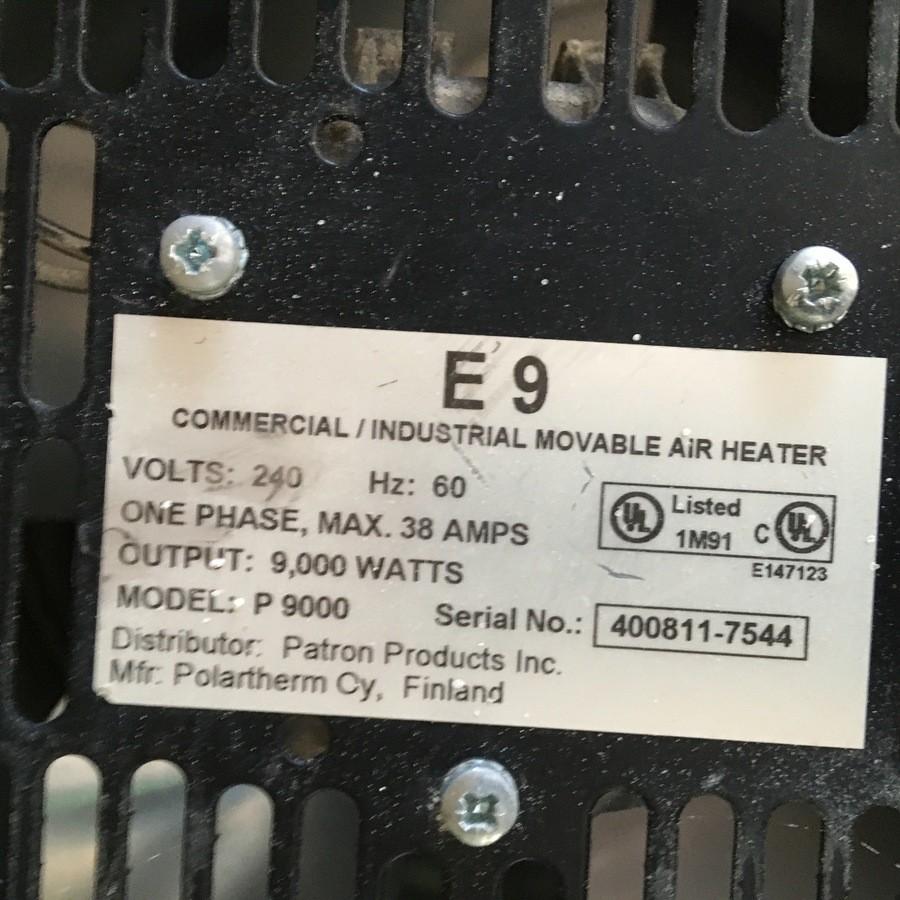 E 9
COMMERCIAL / INDUSTRIAL MOVABLE AiR HEATER
VOLTS: 240 Hz: 60
ONE PHASE, MAX. 38 AMPS
OUTPUT: 9,000 WATTS
MODEL: P 9000
UL Listed 1M91 C UL
E147123
Serial No.: 400811-7544
Distributor: Patron Products Inc.
Mfr: Polartherm Oy, Finland